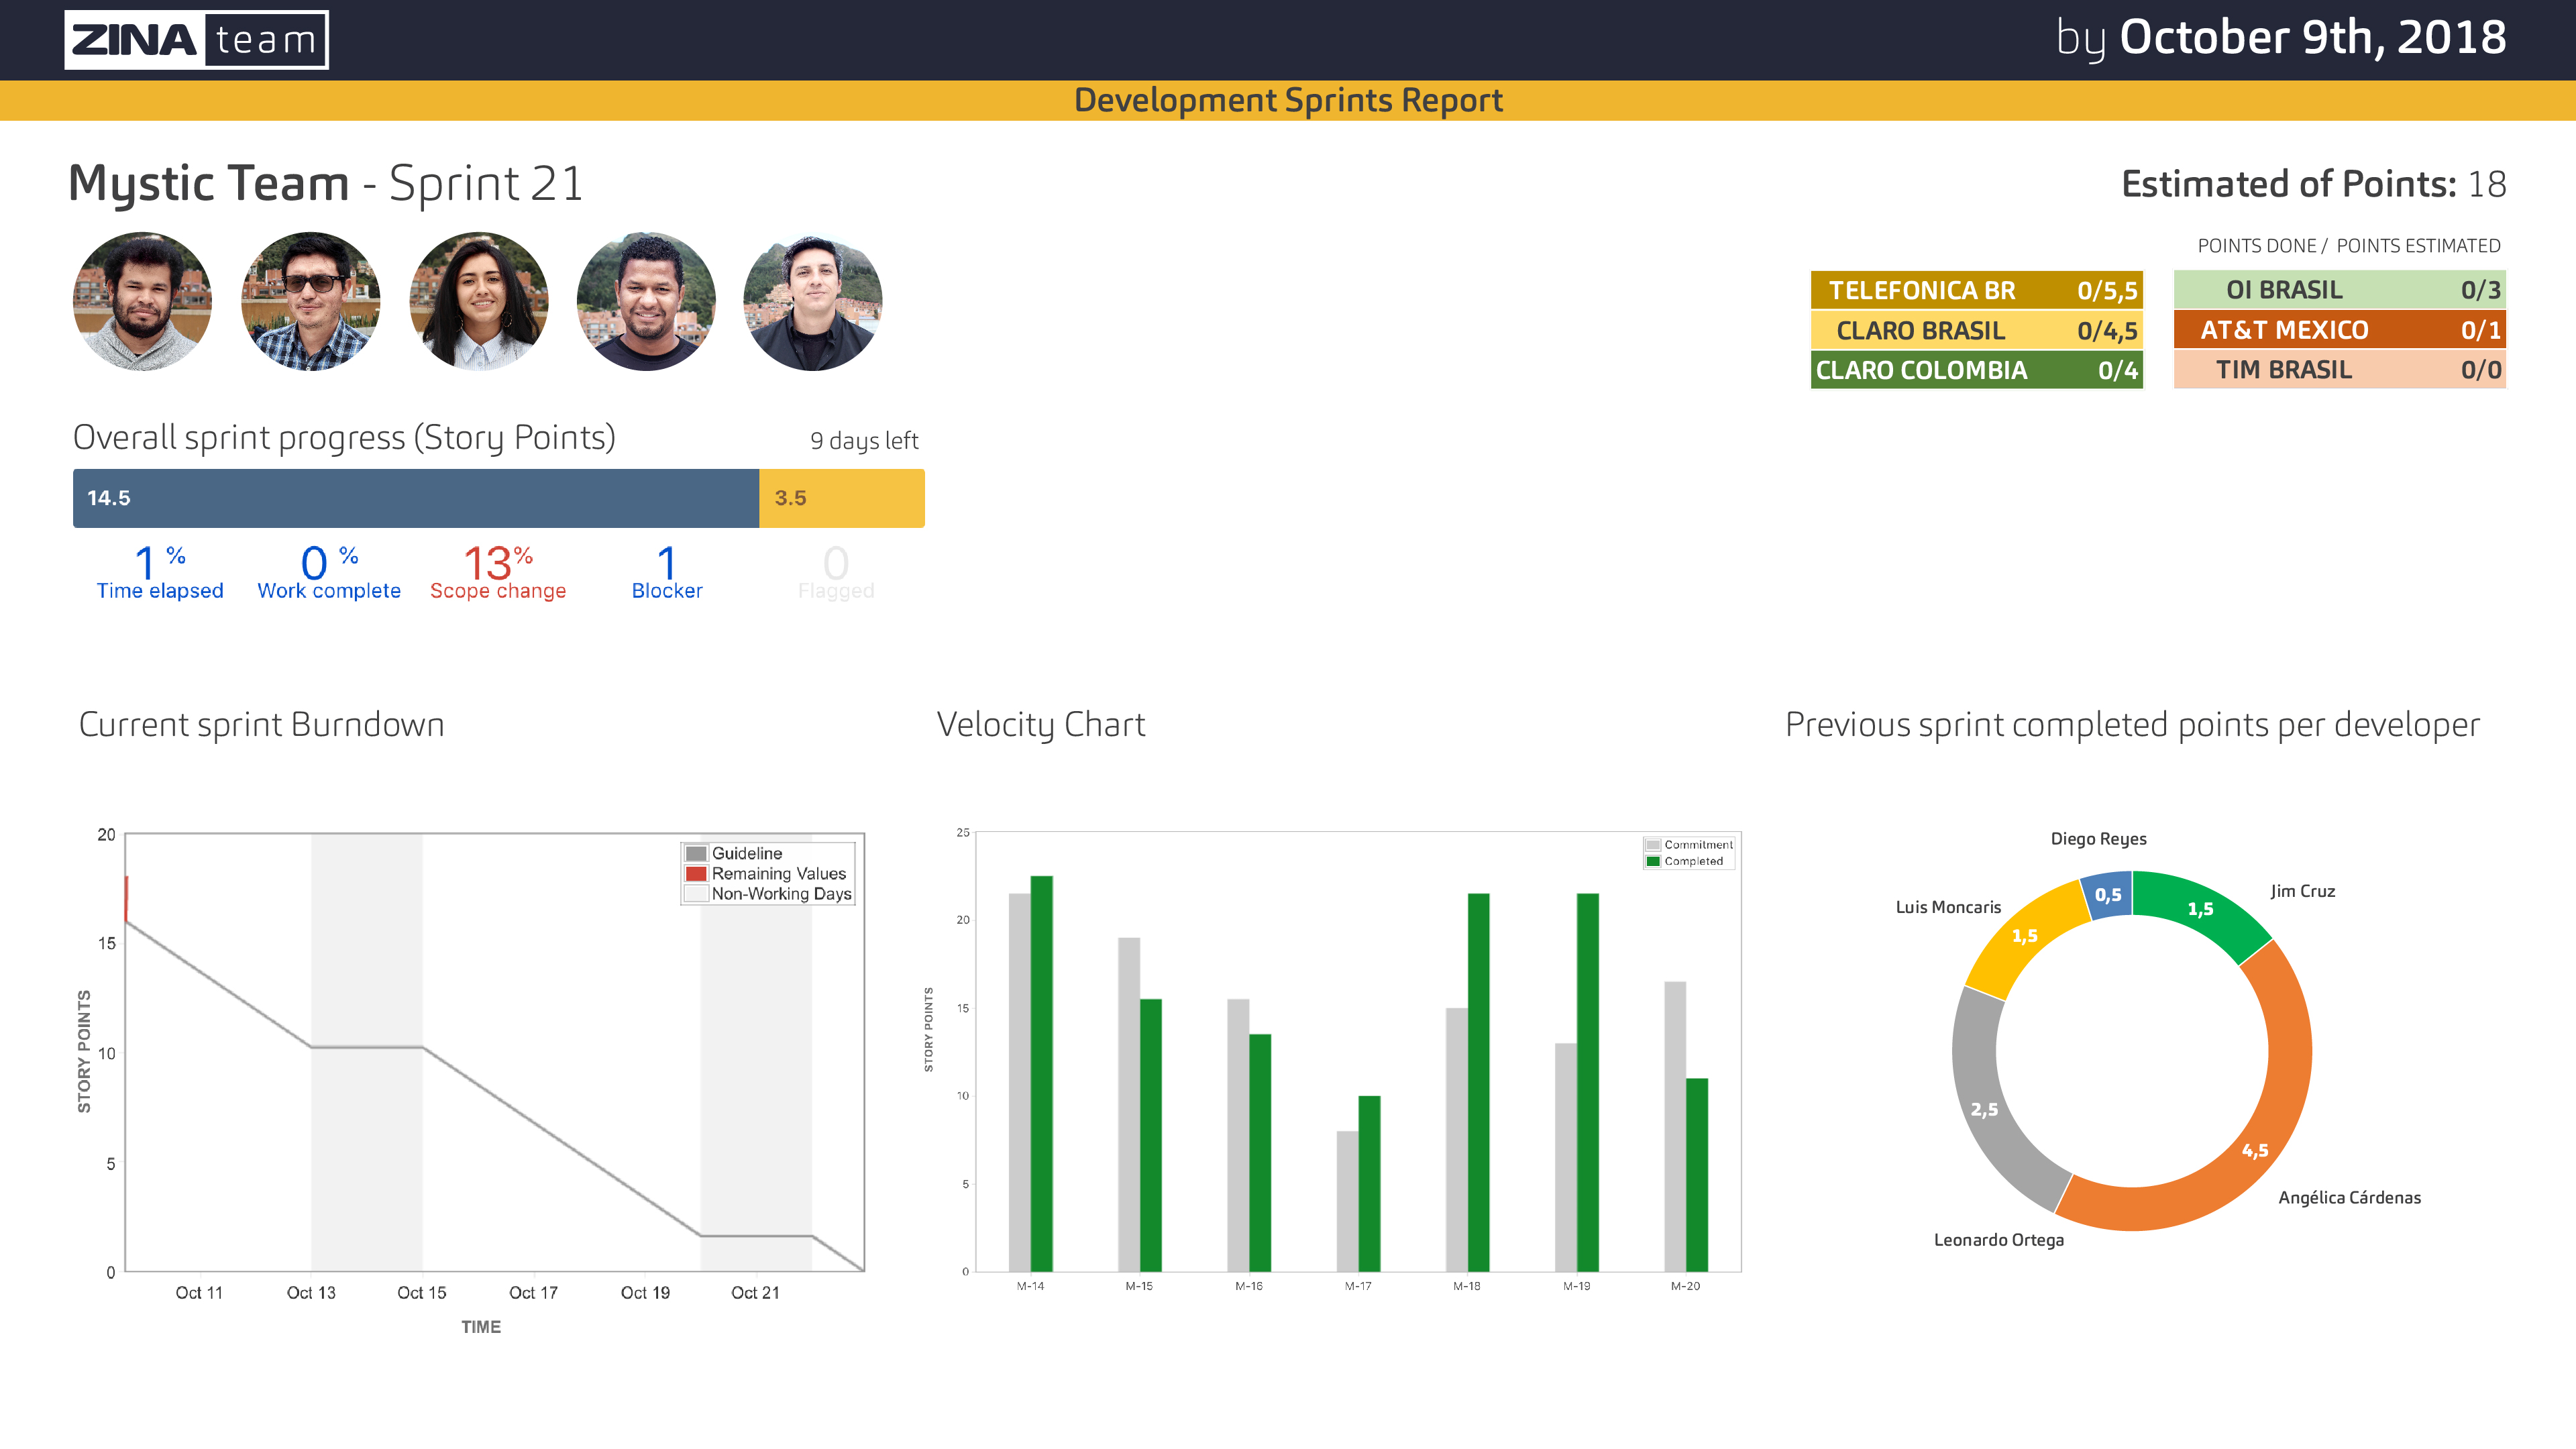 ZINA team
by October 9th, 2018
Development Sprints Report
Mystic Team - Sprint 21
Estimated of Points: 18
POINTS DONE / POINTS ESTIMATED
TELEFONICA BR 0/5,5
CLARO BRASIL 0/4,5
CLARO COLOMBIA 0/4
OI BRASIL 0/3
AT&T MEXICO 0/1
TIM BRASIL 0/0
Overall sprint progress (Story Points)
9 days left
14.5
3.5
1 %
Time elapsed
0 %
Work complete
13%
Scope change
1
Blocker
0
Flagged
Current sprint Burndown
20
15
10
5
0
STORY POINTS
Guideline
Remaining Values
Non-Working Days
Oct 11 Oct 13 Oct 15 Oct 17 Oct 19 Oct 21
TIME
Velocity Chart
25
20
15
10
5
0
STORY POINTS
Commitment
Completed
M-14 M-15 M-16 M-17 M-18 M-19 M-20
Previous sprint completed points per developer
Diego Reyes
0,5
Jim Cruz
1,5
Luis Moncaris
1,5
2,5
4,5
Angélica Cárdenas
Leonardo Ortega